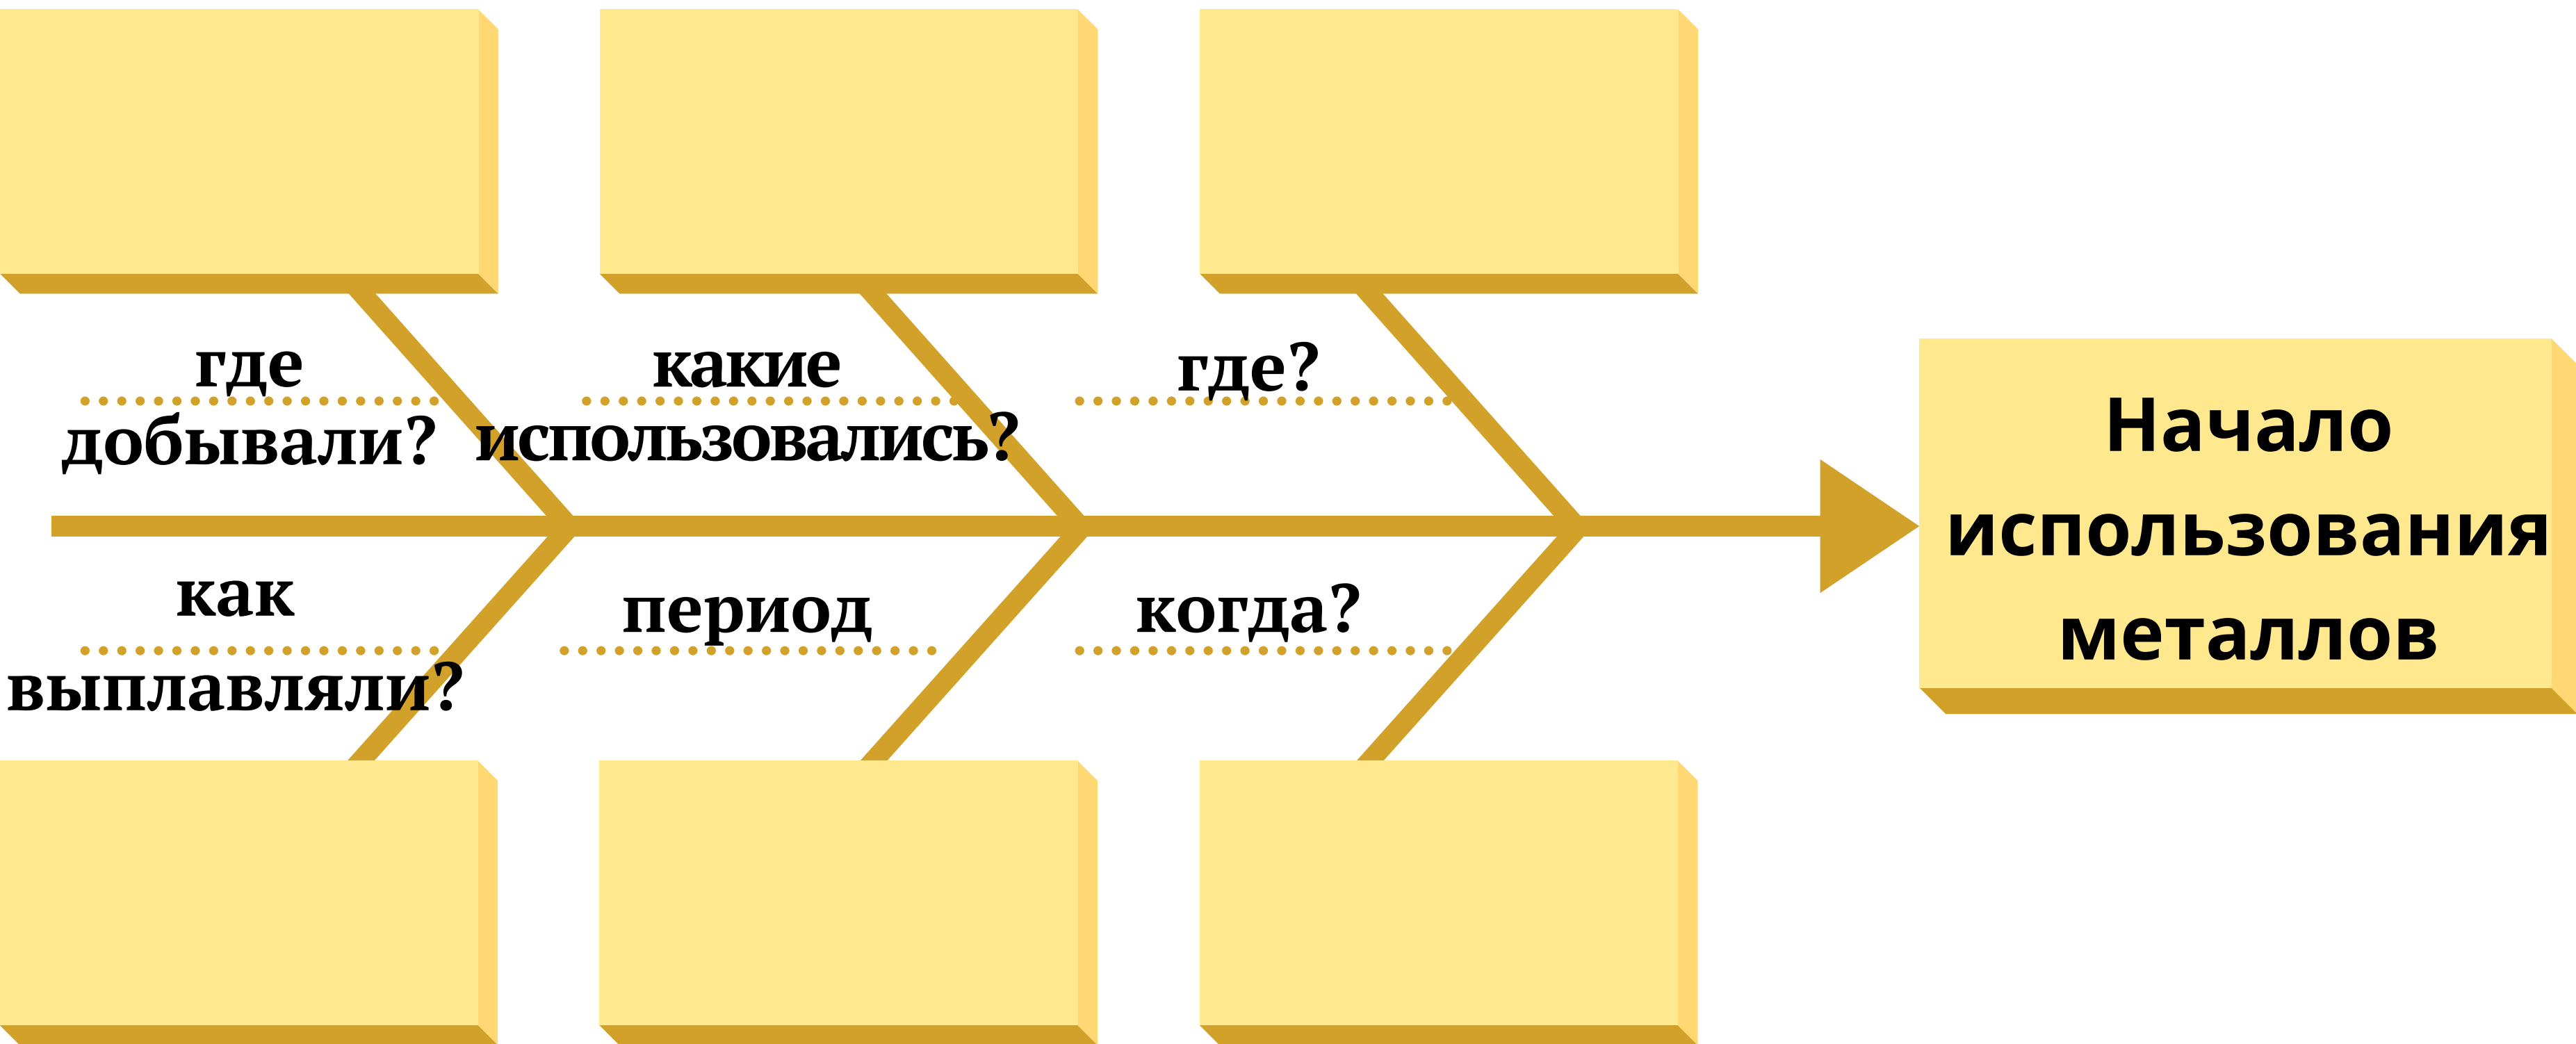 где
добывали?
какие
использовались?
где?
как
выплавляли?
период
когда?
Начало
использования
металлов